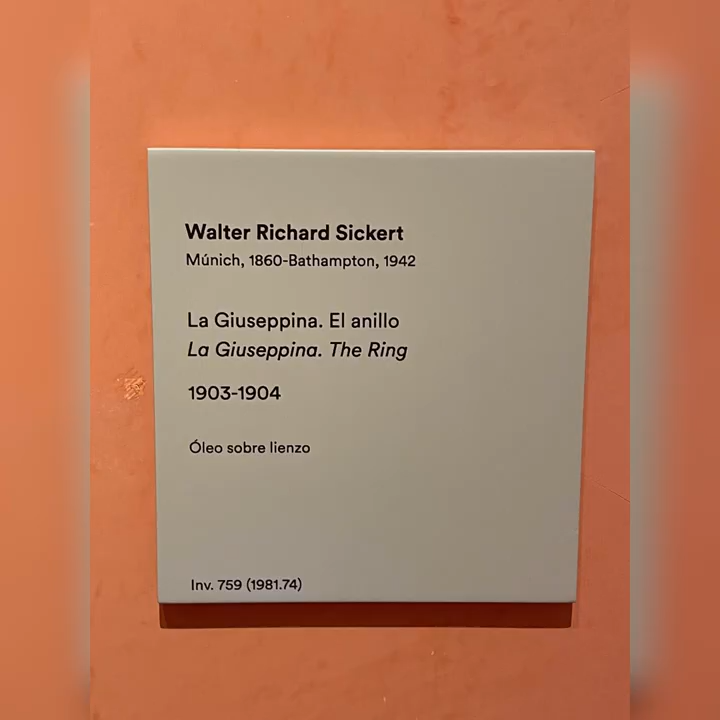 Walter Richard Sickert
Múnich, 1860-Bathampton, 1942
La Giuseppina. El anillo
La Giuseppina. The Ring
1903-1904
Óleo sobre lienzo
Inv. 759 (1981.74)